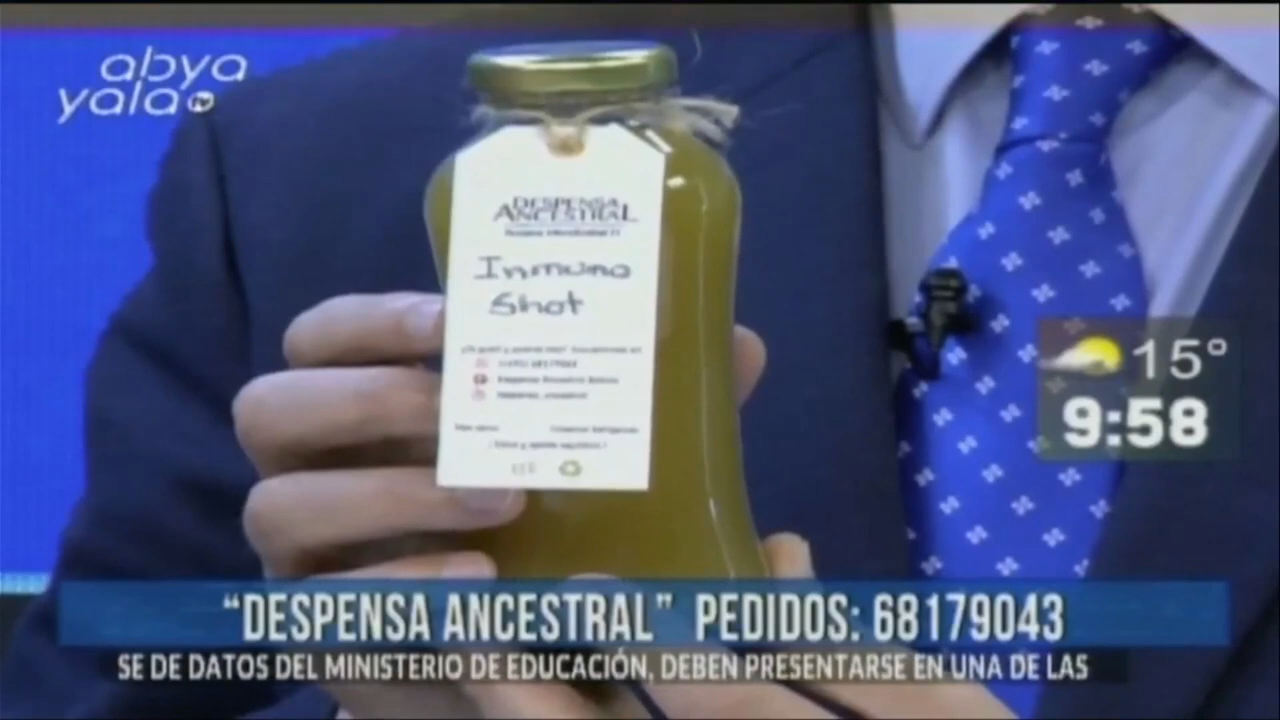 abya
yala tv
DESPENSA
ANCESTRAL
Inmuno
Shot
15°
9:58
“DESPENSA ANCESTRAL” PEDIDOS: 68179043
SE DE DATOS DEL MINISTERIO DE EDUCACIÓN, DEBEN PRESENTARSE EN UNA DE LAS